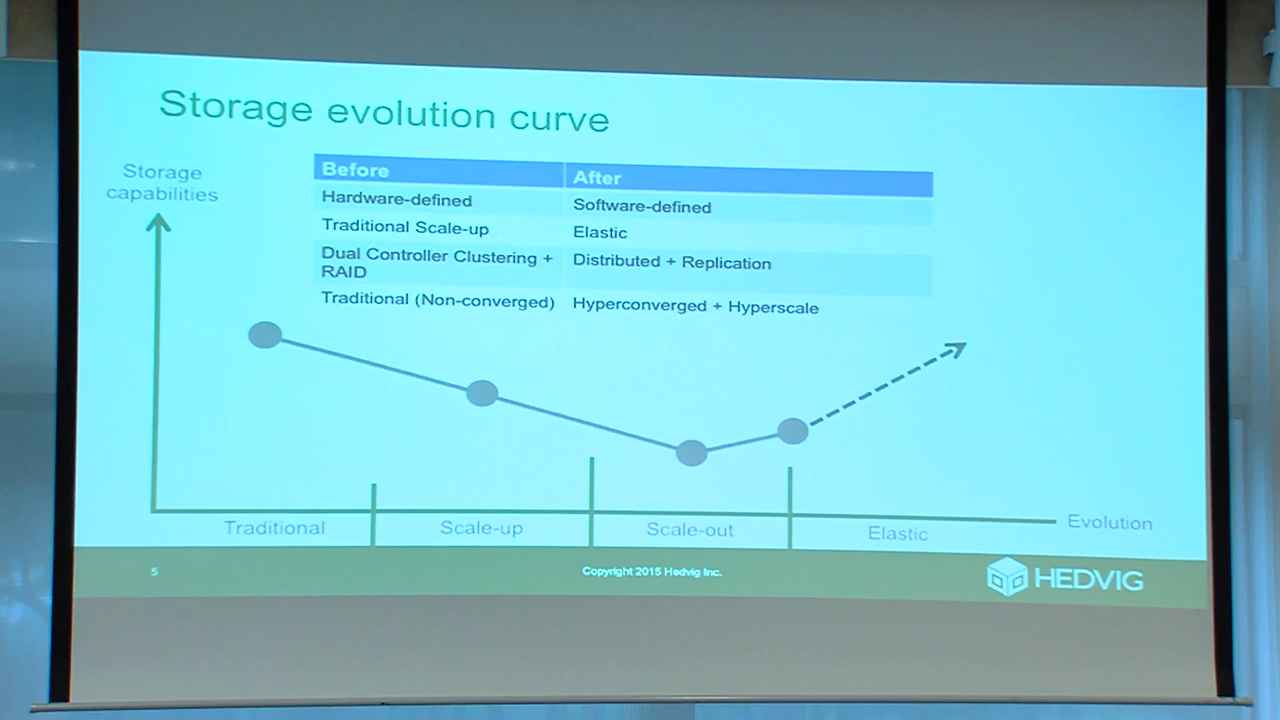 Storage evolution curve
Storage
capabilities
Before
After
Hardware-defined
Software-defined
Traditional Scale-up
Elastic
Dual Controller Clustering +
RAID
Distributed + Replication
Traditional (Non-converged)
Hyperconverged + Hyperscale
Traditional
Scale-up
Scale-out
Elastic
Evolution
5
Copyright 2015 Hedvig Inc.
HEDVIG